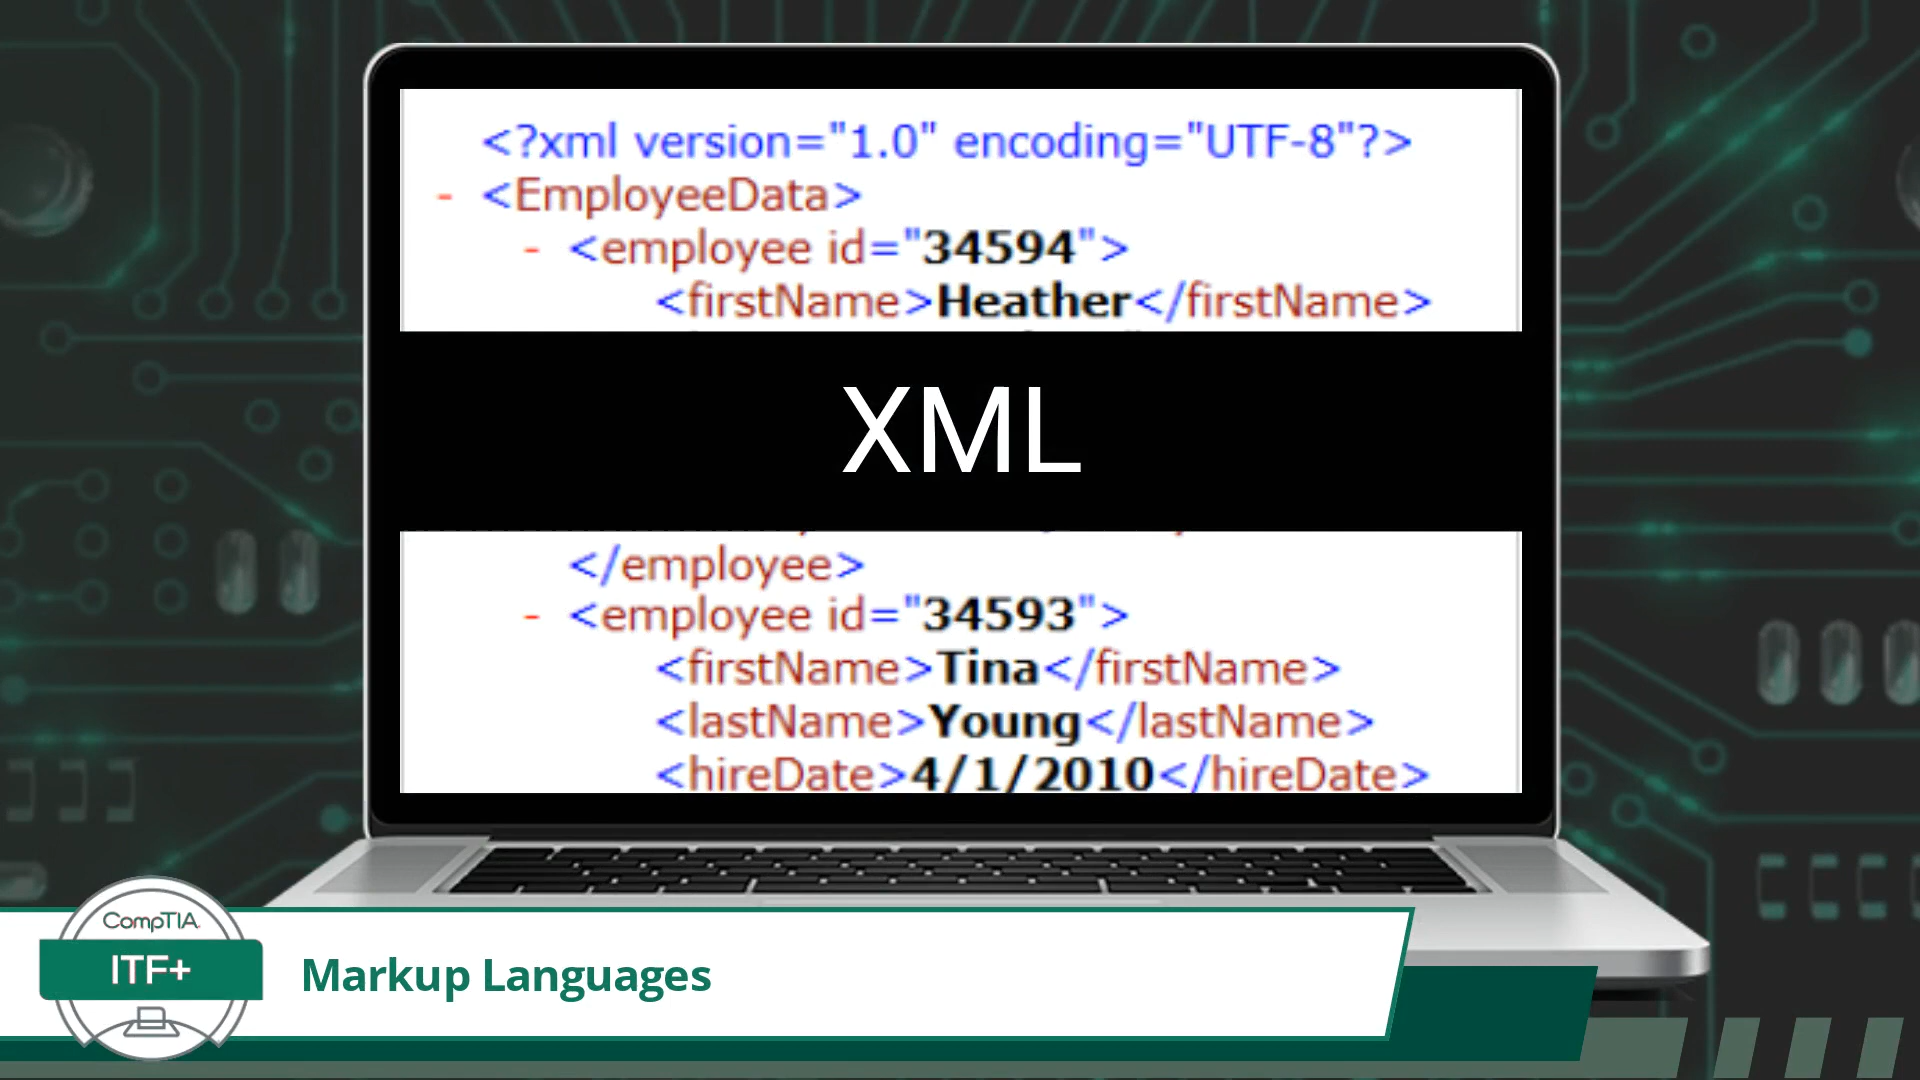 <?xml version="1.0" encoding="UTF-8"?>
- <EmployeeData>
- <employee id="34594">
<firstName>Heather</firstName>
XML
</employee>
- <employee id="34593">
<firstName>Tina</firstName>
<lastName>Young</lastName>
<hireDate>4/1/2010</hireDate>
CompTIA
ITF+
Markup Languages